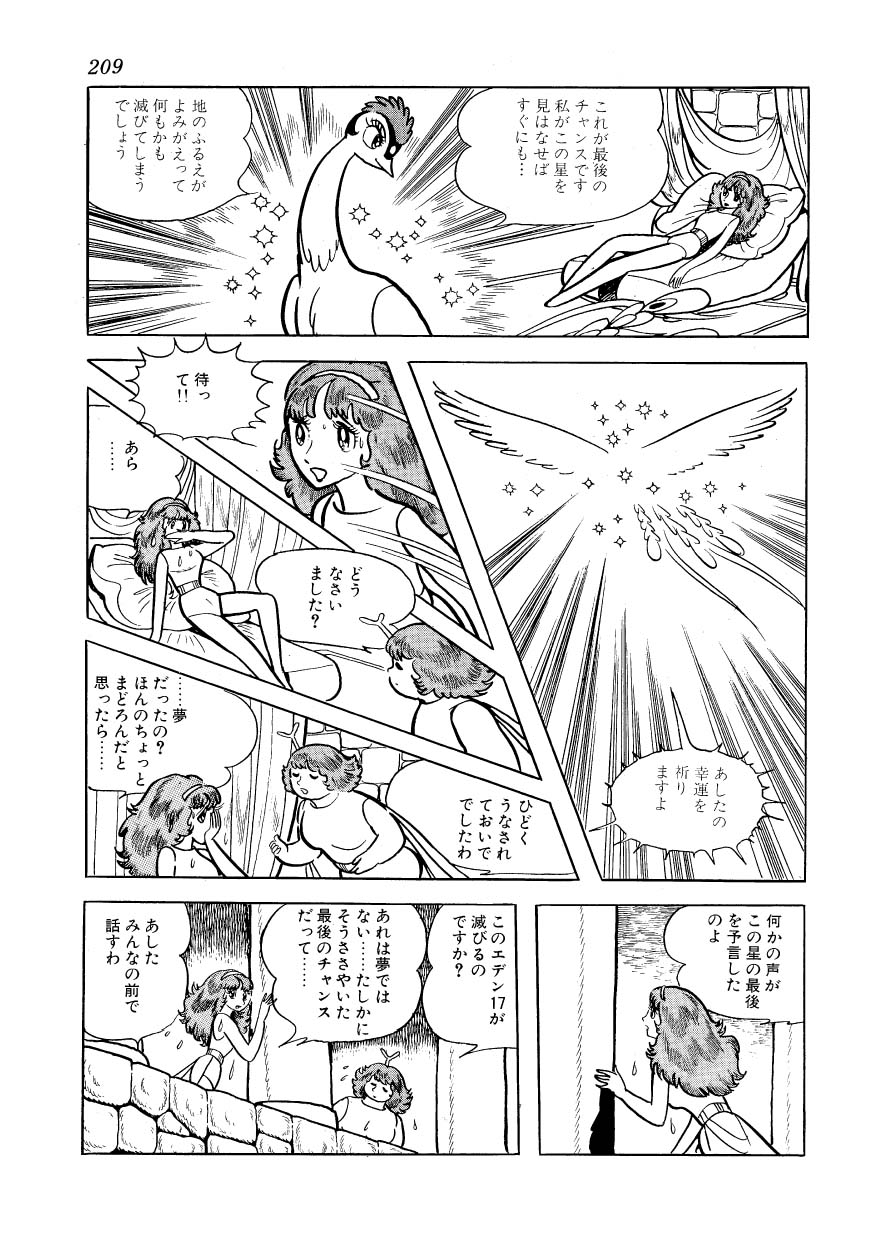 209
これが最後の
チャンスです
私がこの星を
見はなせば
すぐにも…
地のふるえが
よみがえって
何もかも
滅びてしまう
でしょう
あしたの
幸運を
祈り
ますよ
待っ
て!!
あら
……
どう
なさい
ました?
ひどく
うなされ
ておいで
でしたわ
……夢
だったの?
ほんのちょっと
まどろんだと
思ったら……
何かの声が
この星の最後
を予言した
のよ
このエデン17が
滅びるの
ですか?
あれは夢では
ない……たしかに
そうささやいた
最後のチャンス
だって……
あした
みんなの前で
話すわ